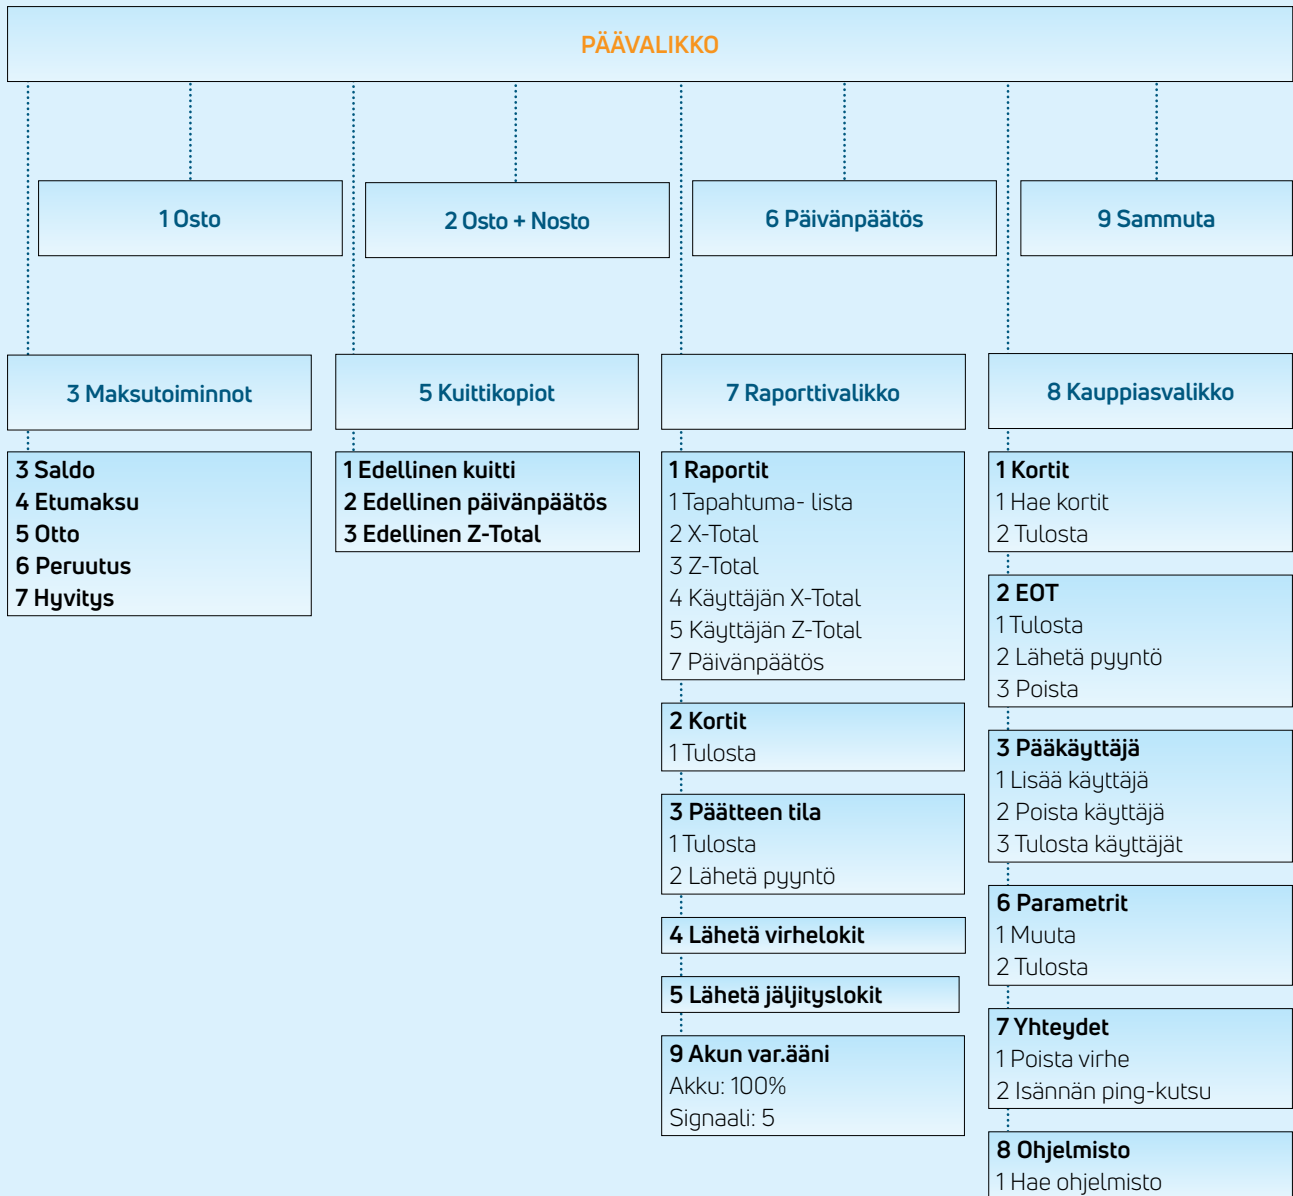 PÄÄVALIKKO
1 Osto
2 Osto + Nosto
6 Päivänpäätös
9 Sammuta
3 Maksutoiminnot
3 Saldo
4 Etumaksu
5 Otto
6 Peruutus
7 Hyvitys
5 Kuittikopiot
1 Edellinen kuitti
2 Edellinen päivänpäätös
3 Edellinen Z-Total
7 Raporttivalikko
1 Raportit
1 Tapahtuma- lista
2 X-Total
3 Z-Total
4 Käyttäjän X-Total
5 Käyttäjän Z-Total
7 Päivänpäätös
2 Kortit
1 Tulosta
3 Päätteen tila
1 Tulosta
2 Lähetä pyyntö
4 Lähetä virhelokit
5 Lähetä jäljityslokit
9 Akun var.ääni
Akku: 100%
Signaali: 5
8 Kauppiasvalikko
1 Kortit
1 Hae kortit
2 Tulosta
2 EOT
1 Tulosta
2 Lähetä pyyntö
3 Poista
3 Pääkäyttäjä
1 Lisää käyttäjä
2 Poista käyttäjä
3 Tulosta käyttäjät
6 Parametrit
1 Muuta
2 Tulosta
7 Yhteydet
1 Poista virhe
2 Isännän ping-kutsu
8 Ohjelmisto
1 Hae ohjelmisto